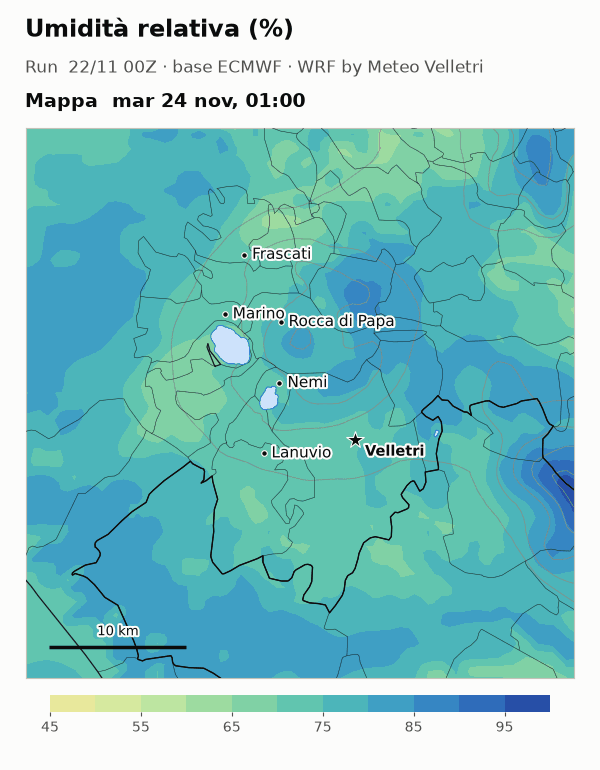 Umidità relativa (%)
Run  22/11 00Z · base ECMWF · WRF by Meteo Velletri
Mappa  mar 24 nov, 01:00
Frascati
Marino
Rocca di Papa
Nemi
Velletri
Lanuvio
10 km
45 55 65 75 85 95